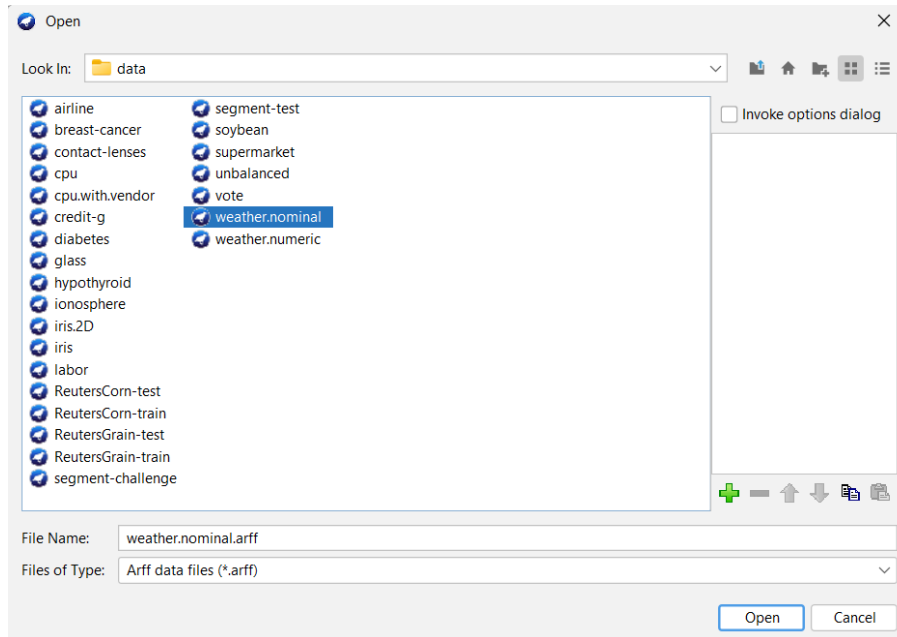 Open
Look In: data
airline
breast-cancer
contact-lenses
cpu
cpu.with.vendor
credit-g
diabetes
glass
hypothyroid
ionosphere
iris.2D
iris
labor
ReutersCorn-test
ReutersCorn-train
ReutersGrain-test
ReutersGrain-train
segment-challenge
segment-test
soybean
supermarket
unbalanced
vote
weather.nominal
weather.numeric
Invoke options dialog
File Name: weather.nominal.arff
Files of Type: Arff data files (*.arff)
Open Cancel